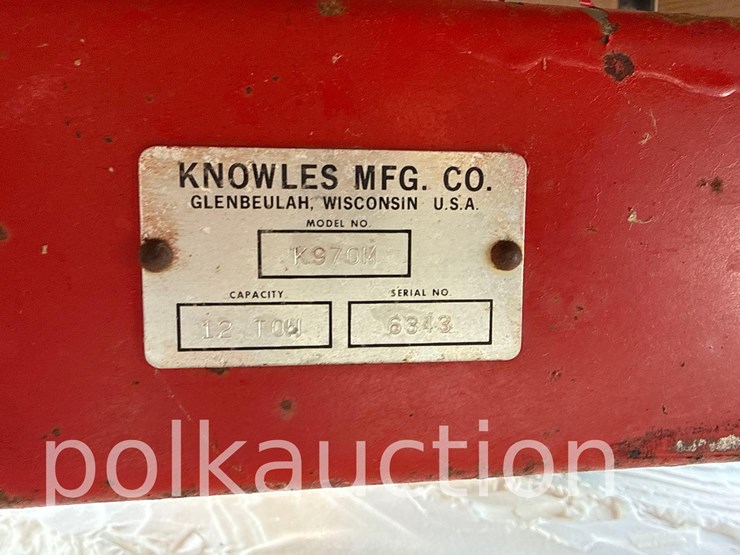 KNOWLES MFG. CO.
GLENBEULAH, WISCONSIN U.S.A.
MODEL NO.
K970M
CAPACITY
12 TON
SERIAL NO.
6343
polkauction